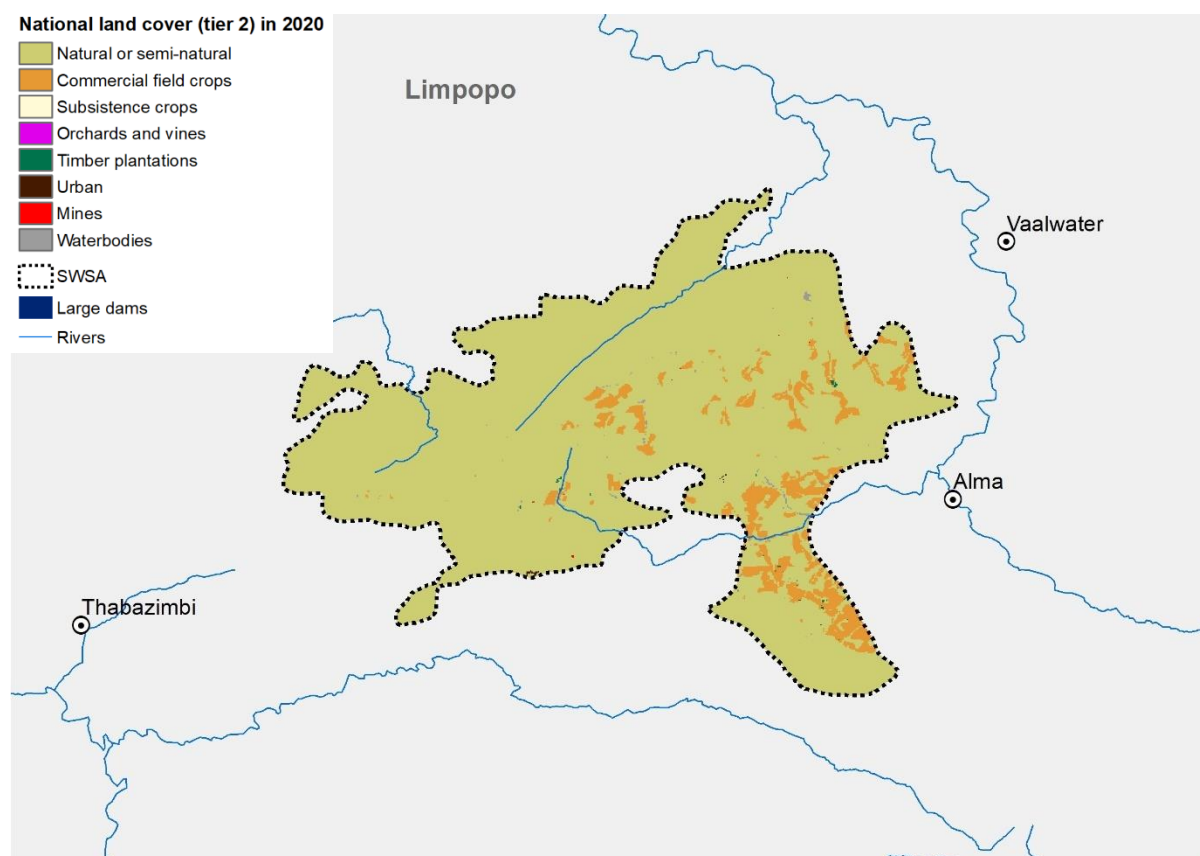 National land cover (tier 2) in 2020
Natural or semi-natural
Commercial field crops
Subsistence crops
Orchards and vines
Timber plantations
Urban
Mines
Waterbodies
SWSA
Large dams
Rivers
Limpopo
Vaalwater
Alma
Thabazimbi